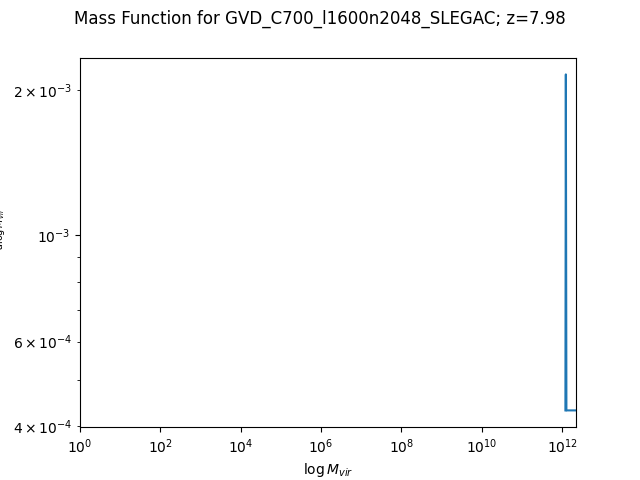 Mass Function for GVD_C700_l1600n2048_SLEGAC; z=7.98
2 × 10⁻³
10⁻³
6 × 10⁻⁴
4 × 10⁻⁴
10⁰ 10² 10⁴ 10⁶ 10⁸ 10¹⁰ 10¹²
log M_vir